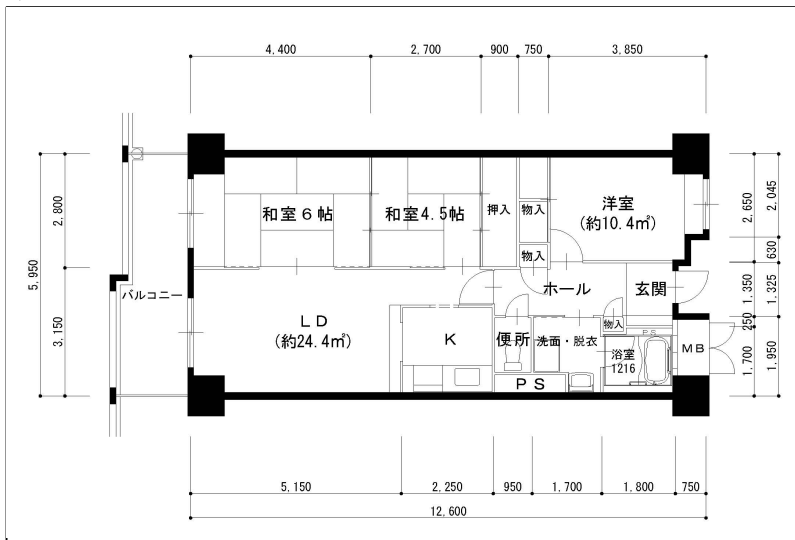 4,400
2,700
900
750
3,850
5,950
2,800
3,150
和室6帖
和室4.5帖
押入
物入
物入
洋室
(約10.4㎡)
2,650
2,045
630
1,350
1,325
250
1,700
1,950
バルコニー
ホール
玄関
LD
(約24.4㎡)
K
便所
洗面・脱衣
物入
PS
浴室
1216
MB
PS
5,150
2,250
950
1,700
1,800
750
12,600